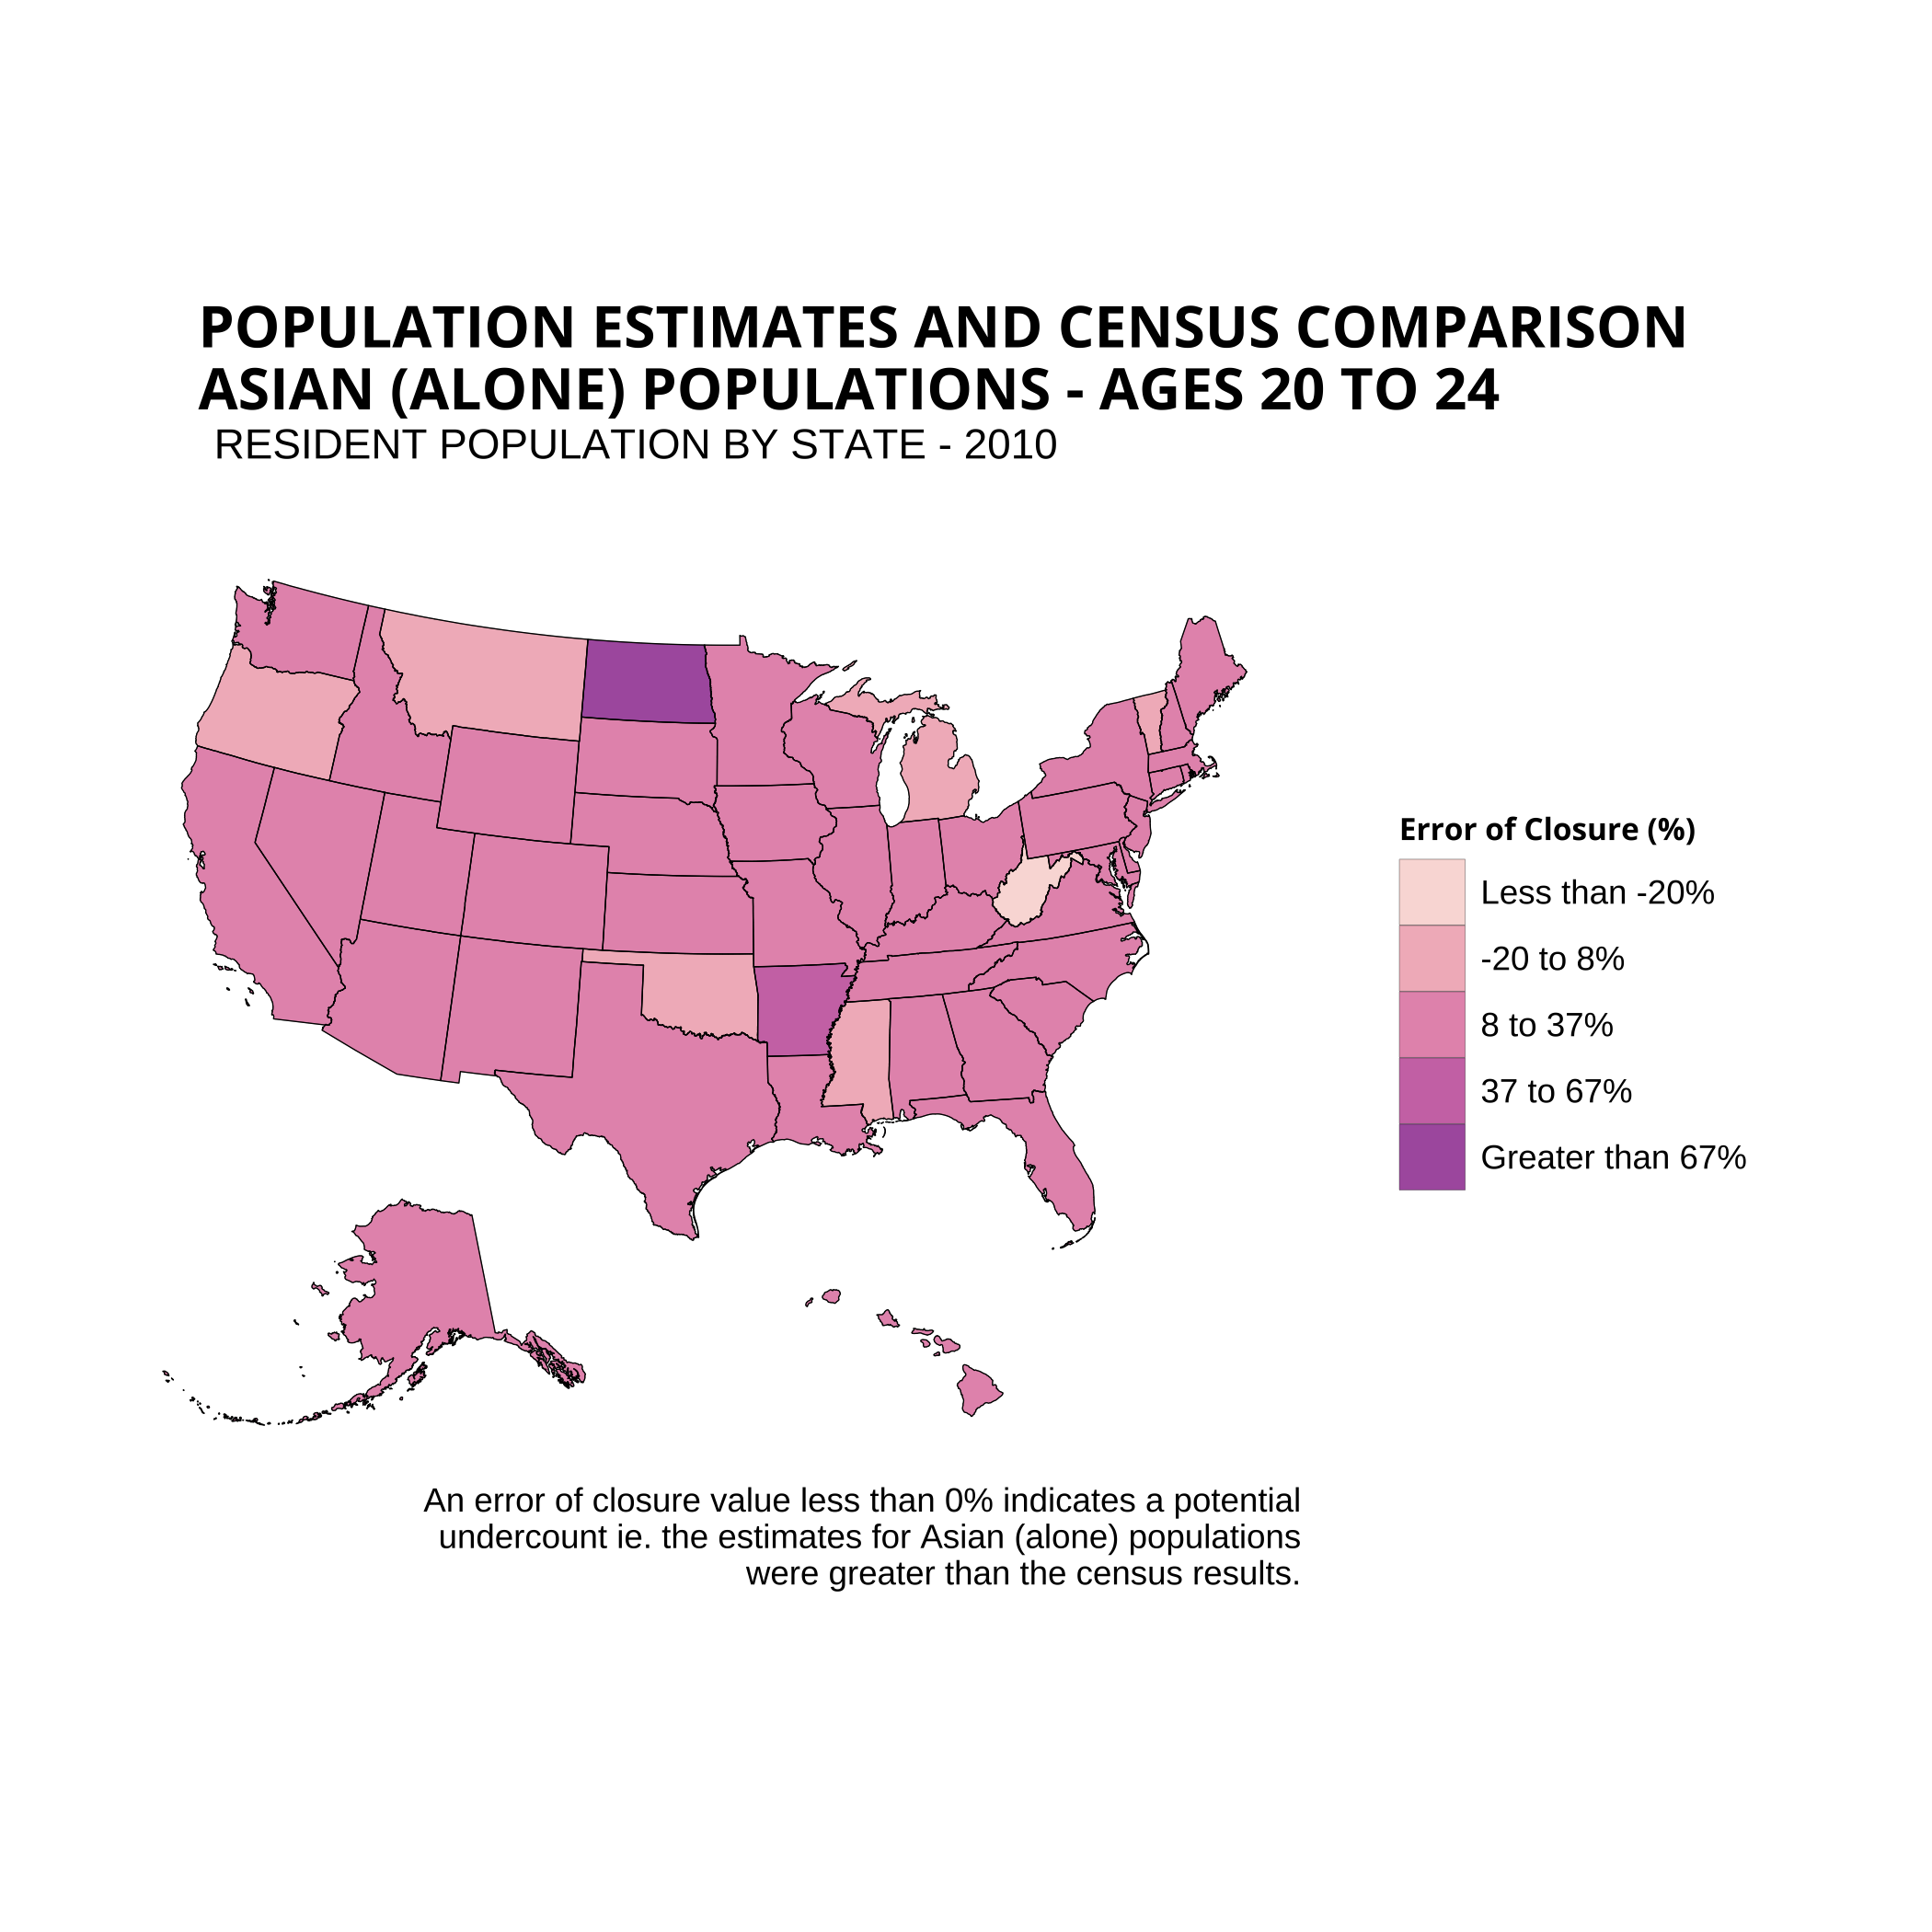 POPULATION ESTIMATES AND CENSUS COMPARISON
ASIAN (ALONE) POPULATIONS - AGES 20 TO 24
RESIDENT POPULATION BY STATE - 2010
Error of Closure (%)
Less than -20%
-20 to 8%
8 to 37%
37 to 67%
Greater than 67%
An error of closure value less than 0% indicates a potential
undercount ie. the estimates for Asian (alone) populations
were greater than the census results.